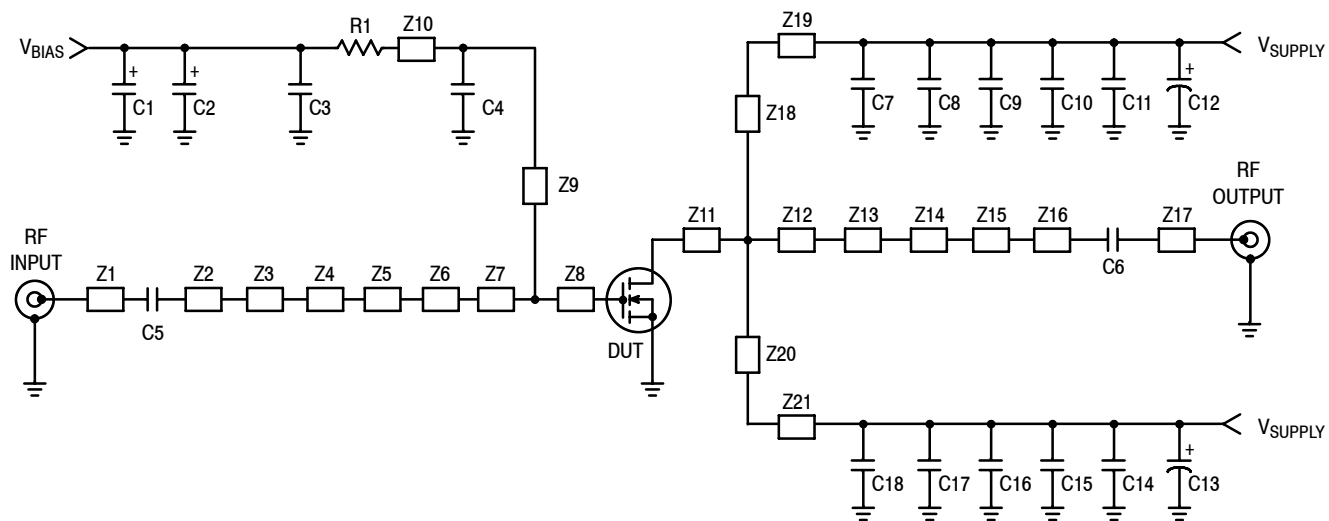 R1
Z10
Z19
VBIAS
VSUPPLY
+
+
+
C1
C2
C3
C4
C7
C8
C9
C10
C11
C12
Z18
Z9
RF
OUTPUT
Z11
Z12
Z13
Z14
Z15
Z16
Z17
C6
RF
INPUT
Z1
Z2
Z3
Z4
Z5
Z6
Z7
Z8
C5
DUT
Z20
Z21
VSUPPLY
+
C18
C17
C16
C15
C14
C13